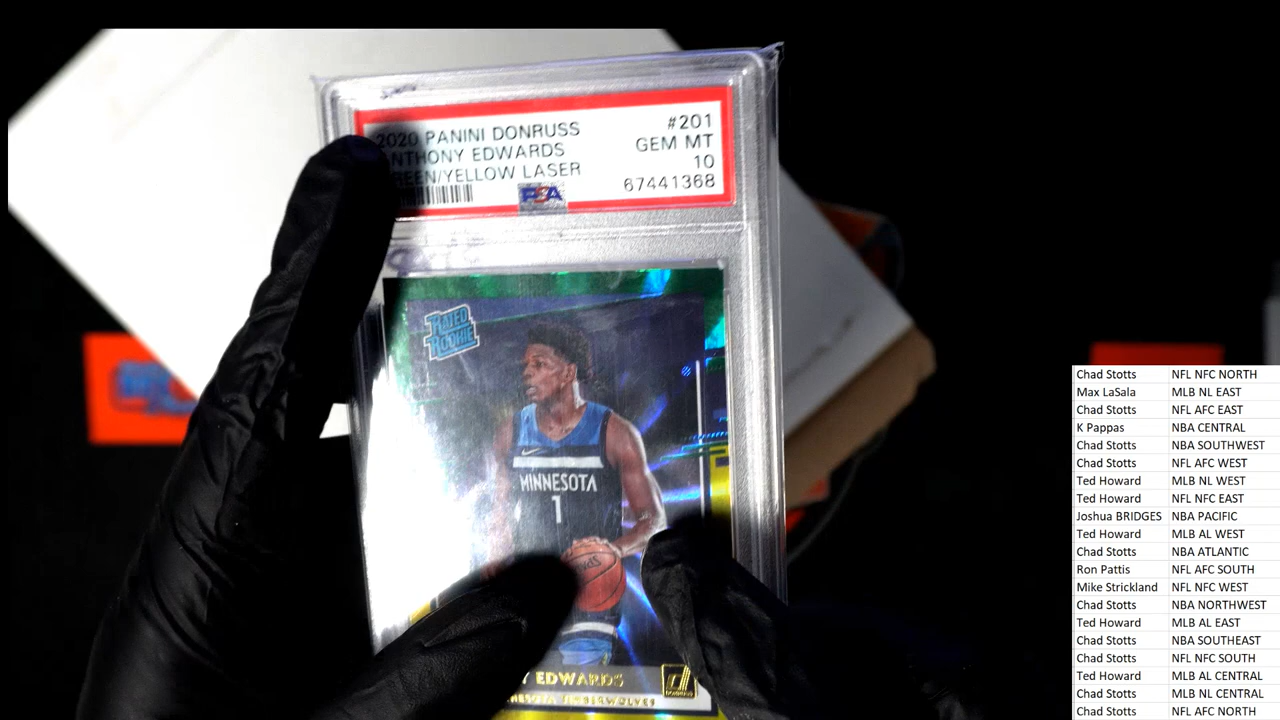 2020 PANINI DONRUSS #201
ANTHONY EDWARDS GEM MT
GREEN/YELLOW LASER 10
PSA 67441368
RATED
ROOKIE
MINNESOTA
1
EDWARDS
Chad Stotts NFL NFC NORTH
Max LaSala MLB NL EAST
Chad Stotts NFL AFC EAST
K Pappas NBA CENTRAL
Chad Stotts NBA SOUTHWEST
Chad Stotts NFL AFC WEST
Ted Howard MLB NL WEST
Ted Howard NFL NFC EAST
Joshua BRIDGES NBA PACIFIC
Ted Howard MLB AL WEST
Chad Stotts NBA ATLANTIC
Ron Pattis NFL AFC SOUTH
Mike Strickland NFL NFC WEST
Chad Stotts NBA NORTHWEST
Ted Howard MLB AL EAST
Chad Stotts NBA SOUTHEAST
Chad Stotts NFL NFC SOUTH
Ted Howard MLB AL CENTRAL
Chad Stotts MLB NL CENTRAL
Chad Stotts NFL AFC NORTH